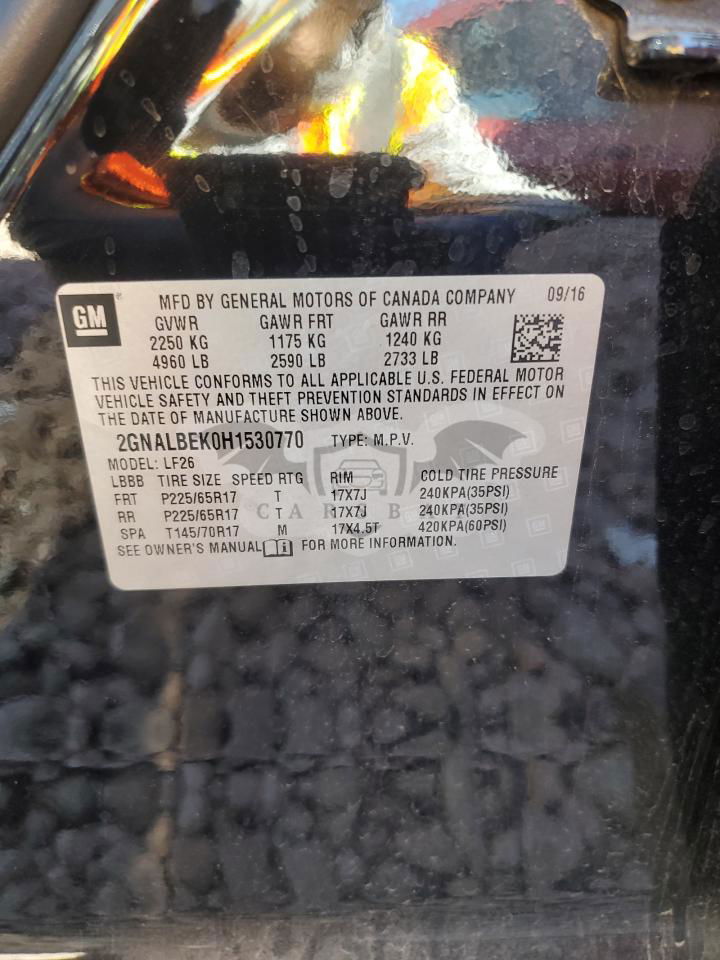 GM ® MFD BY GENERAL MOTORS OF CANADA COMPANY 09/16
GVWR GAWR FRT GAWR RR
2250 KG 1175 KG 1240 KG
4960 LB 2590 LB 2733 LB
THIS VEHICLE CONFORMS TO ALL APPLICABLE U.S. FEDERAL MOTOR
VEHICLE SAFETY AND THEFT PREVENTION STANDARDS IN EFFECT ON
THE DATE OF MANUFACTURE SHOWN ABOVE.
2GNALBEK0H1530770 TYPE: M.P.V.
MODEL: LF26
LBBB TIRE SIZE SPEED RTG RIM COLD TIRE PRESSURE
FRT P225/65R17 T 17X7J 240KPA(35PSI)
RR P225/65R17 T 17X7J 240KPA(35PSI)
SPA T145/70R17 M 17X4.5T 420KPA(60PSI)
SEE OWNER'S MANUAL FOR MORE INFORMATION.